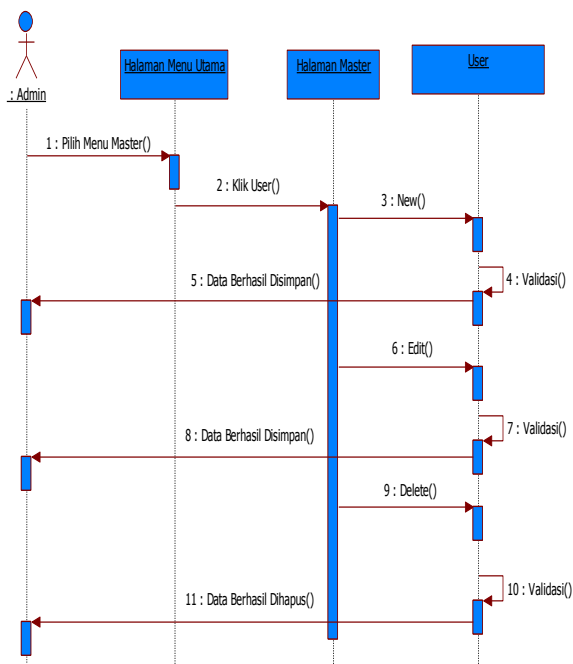 : Admin
Halaman Menu Utama
Halaman Master
User
1 : Pilih Menu Master()
2 : Klik User()
3 : New()
4 : Validasi()
5 : Data Berhasil Disimpan()
6 : Edit()
7 : Validasi()
8 : Data Berhasil Disimpan()
9 : Delete()
10 : Validasi()
11 : Data Berhasil Dihapus()